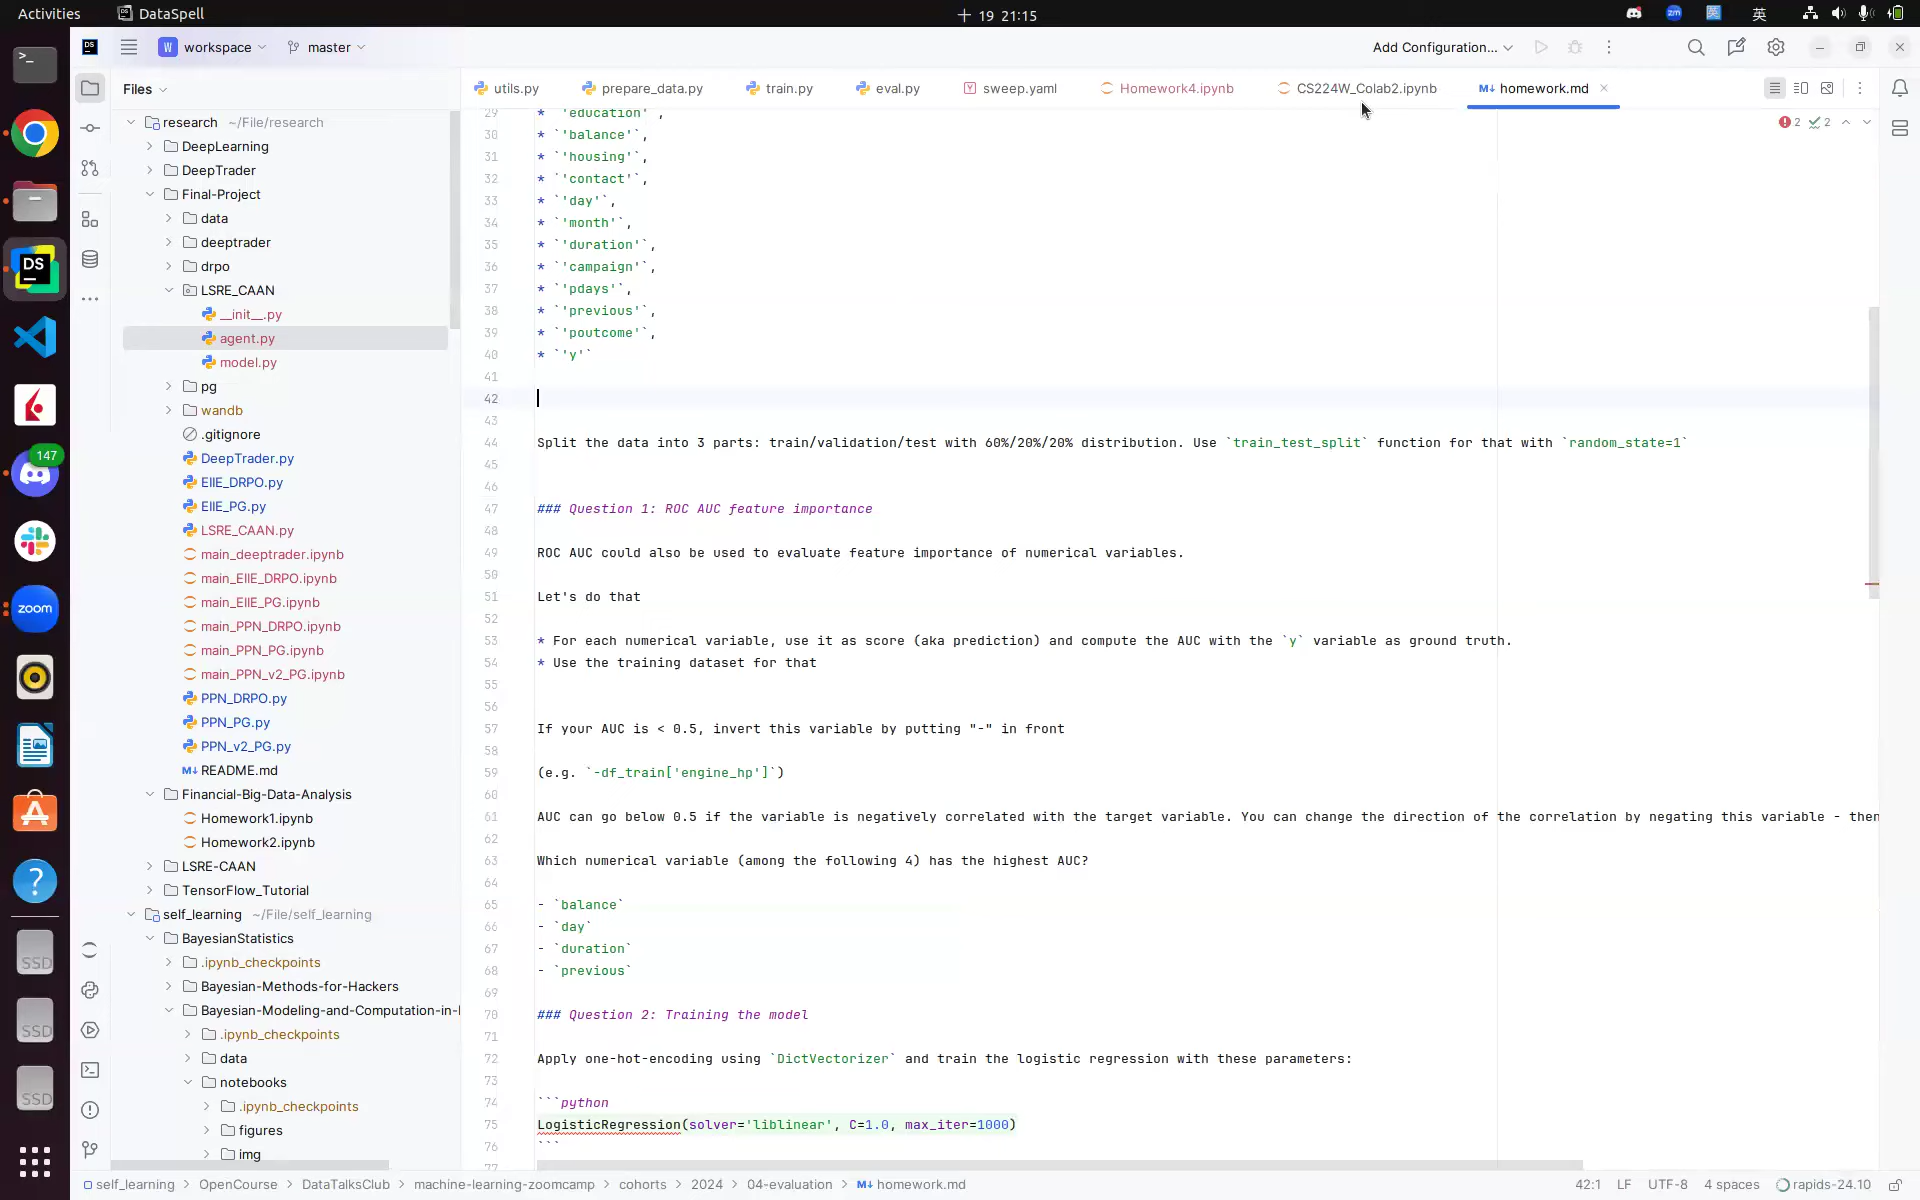 Activities
DataSpell
19 21:15
zm
英
英
DS
workspace
master
Add Configuration...
Files
utils.py
prepare_data.py
train.py
eval.py
sweep.yaml
Homework4.ipynb
CS224W_Colab2.ipynb
M↓ homework.md
2
2
research ~/File/research
DeepLearning
DeepTrader
Final-Project
data
deeptrader
drpo
LSRE_CAAN
__init__.py
agent.py
model.py
pg
wandb
.gitignore
DeepTrader.py
EIIE_DRPO.py
EIIE_PG.py
LSRE_CAAN.py
main_deeptrader.ipynb
main_EIIE_DRPO.ipynb
main_EIIE_PG.ipynb
main_PPN_DRPO.ipynb
main_PPN_PG.ipynb
main_PPN_v2_PG.ipynb
PPN_DRPO.py
PPN_PG.py
PPN_v2_PG.py
M↓ README.md
Financial-Big-Data-Analysis
Homework1.ipynb
Homework2.ipynb
LSRE-CAAN
TensorFlow_Tutorial
self_learning ~/File/self_learning
BayesianStatistics
.ipynb_checkpoints
Bayesian-Methods-for-Hackers
Bayesian-Modeling-and-Computation-in-
.ipynb_checkpoints
data
notebooks
.ipynb_checkpoints
figures
img
DS
147
zoom
SSD
SSD
SSD
29 * `'education'`,
30 * `'balance'`,
31 * `'housing'`,
32 * `'contact'`,
33 * `'day'`,
34 * `'month'`,
35 * `'duration'`,
36 * `'campaign'`,
37 * `'pdays'`,
38 * `'previous'`,
39 * `'poutcome'`,
40 * `'y'`
41
42
43
44 Split the data into 3 parts: train/validation/test with 60%/20%/20% distribution. Use `train_test_split` function for that with `random_state=1`
45
46
47 ### Question 1: ROC AUC feature importance
48
49 ROC AUC could also be used to evaluate feature importance of numerical variables.
50
51 Let's do that
52
53 * For each numerical variable, use it as score (aka prediction) and compute the AUC with the `y` variable as ground truth.
54 * Use the training dataset for that
55
56
57 If your AUC is < 0.5, invert this variable by putting "-" in front
58
59 (e.g. `-df_train['engine_hp']`)
60
61 AUC can go below 0.5 if the variable is negatively correlated with the target variable. You can change the direction of the correlation by negating this variable - then
62
63 Which numerical variable (among the following 4) has the highest AUC?
64
65 - `balance`
66 - `day`
67 - `duration`
68 - `previous`
69
70 ### Question 2: Training the model
71
72 Apply one-hot-encoding using `DictVectorizer` and train the logistic regression with these parameters:
73
74 ```python
75 LogisticRegression(solver='liblinear', C=1.0, max_iter=1000)
76 ```
77
self_learning > OpenCourse > DataTalksClub > machine-learning-zoomcamp > cohorts > 2024 > 04-evaluation > M↓ homework.md
42:1 LF UTF-8 4 spaces rapids-24.10